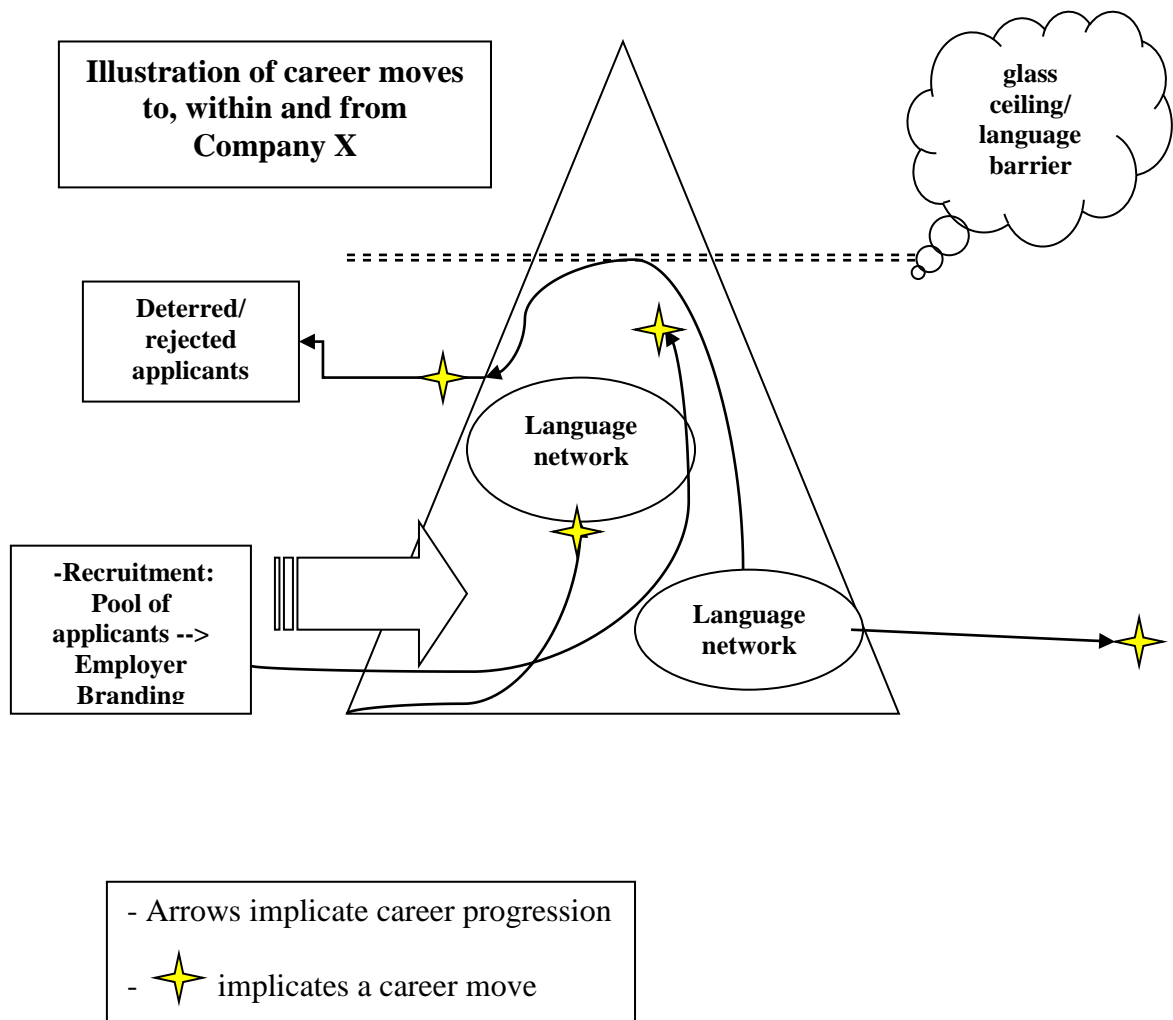 Illustration of career moves
to, within and from
Company X
glass
ceiling/
language
barrier
Deterred/
rejected
applicants
Language
network
-Recruitment:
Pool of
applicants -->
Employer
Branding
Language
network
- Arrows implicate career progression
- implicates a career move